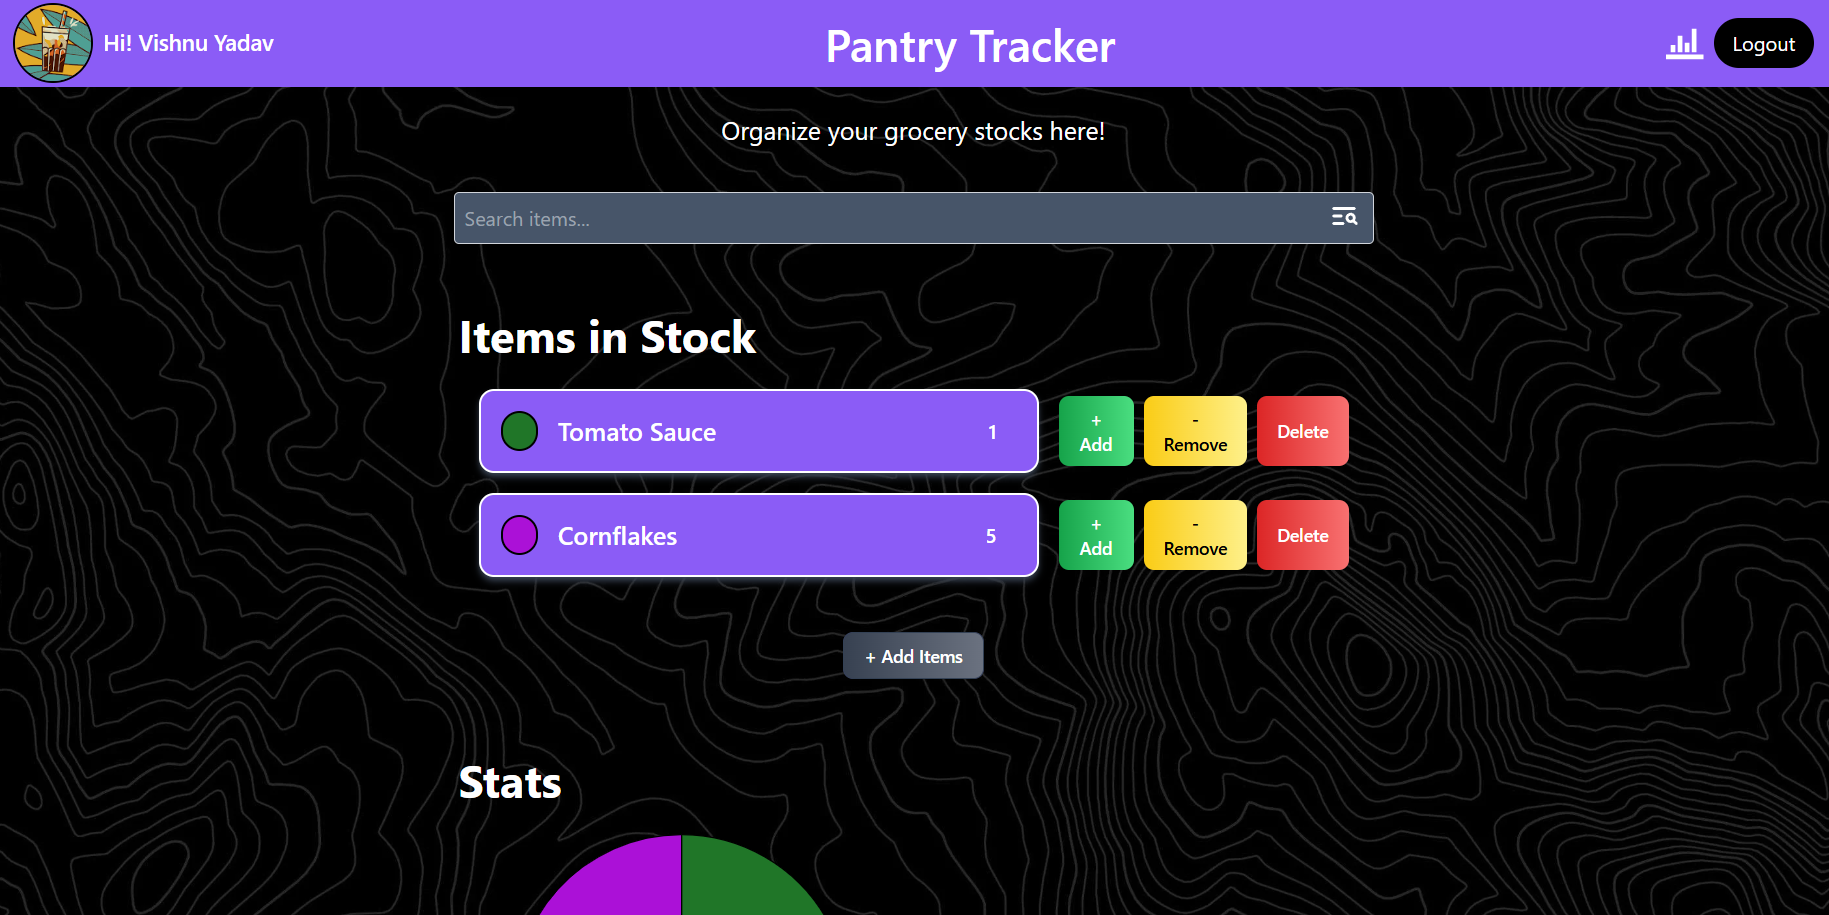 Hi! Vishnu Yadav
Pantry Tracker
Logout
Organize your grocery stocks here!
Search items...
Items in Stock
Tomato Sauce 1
+
Add
-
Remove
Delete
Cornflakes 5
+
Add
-
Remove
Delete
+ Add Items
Stats